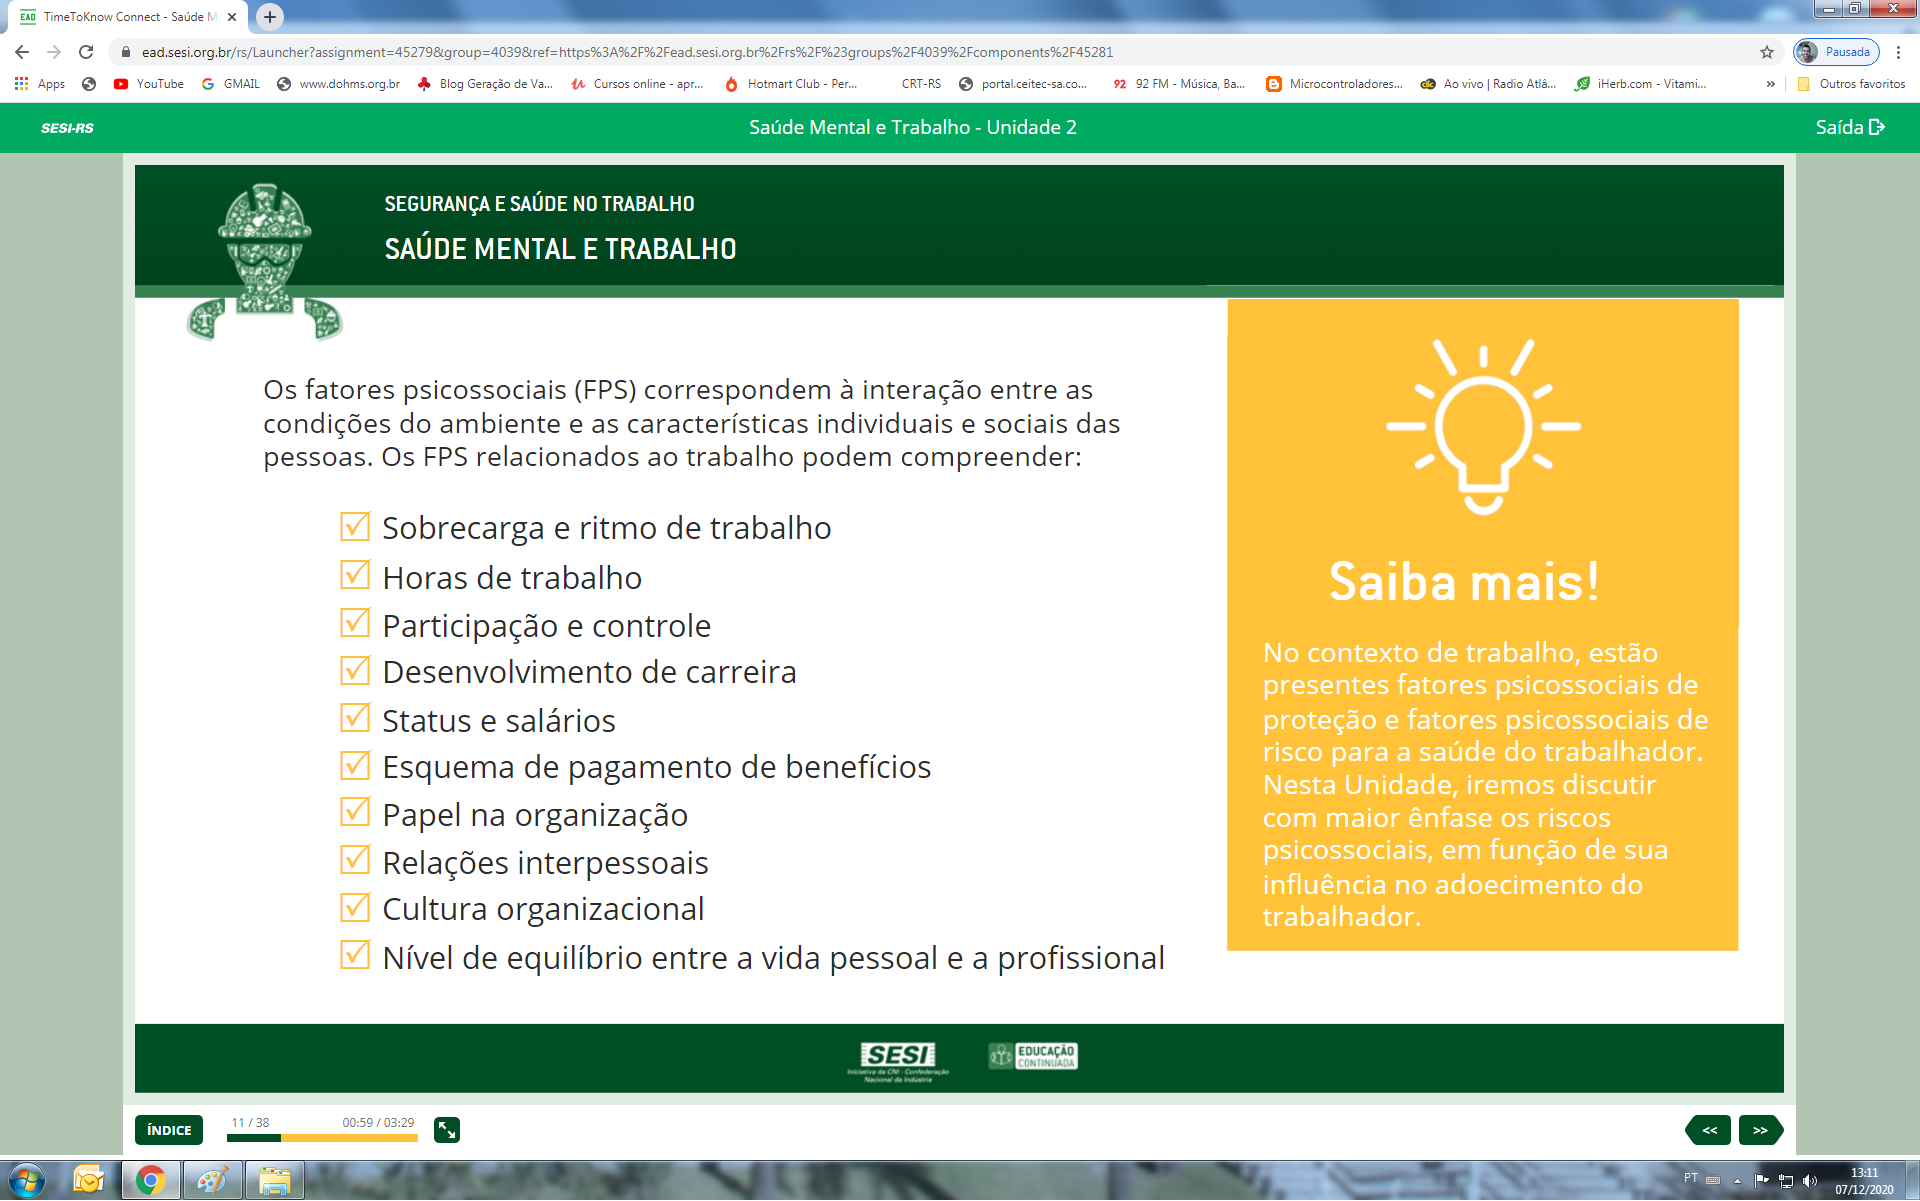 EAD TimeToKnow Connect - Saúde M
ead.sesi.org.br/rs/Launcher?assignment=45279&group=4039&ref=https%3A%2F%2Fead.sesi.org.br%2Frs%2F%23groups%2F4039%2Fcomponents%2F45281
Pausada
Apps YouTube GMAIL www.dohms.org.br Blog Geração de Va... Cursos online - apr... Hotmart Club - Per... CRT-RS portal.ceitec-sa.co... 92 92 FM - Música, Ba... Microcontroladores... Ao vivo | Radio Atlâ... iHerb.com - Vitami... » Outros favoritos
SESI-RS
Saúde Mental e Trabalho - Unidade 2
Saída
SEGURANÇA E SAÚDE NO TRABALHO
SAÚDE MENTAL E TRABALHO
Os fatores psicossociais (FPS) correspondem à interação entre as
condições do ambiente e as características individuais e sociais das
pessoas. Os FPS relacionados ao trabalho podem compreender:
Sobrecarga e ritmo de trabalho
Horas de trabalho
Participação e controle
Desenvolvimento de carreira
Status e salários
Esquema de pagamento de benefícios
Papel na organização
Relações interpessoais
Cultura organizacional
Nível de equilíbrio entre a vida pessoal e a profissional
Saiba mais!
No contexto de trabalho, estão
presentes fatores psicossociais de
proteção e fatores psicossociais de
risco para a saúde do trabalhador.
Nesta Unidade, iremos discutir
com maior ênfase os riscos
psicossociais, em função de sua
influência no adoecimento do
trabalhador.
SESI
Iniciativa da CNI - Confederação
Nacional da Indústria
EDUCAÇÃO
CONTINUADA
ÍNDICE
11 / 38
00:59 / 03:29
<<
>>
PT
13:11
07/12/2020